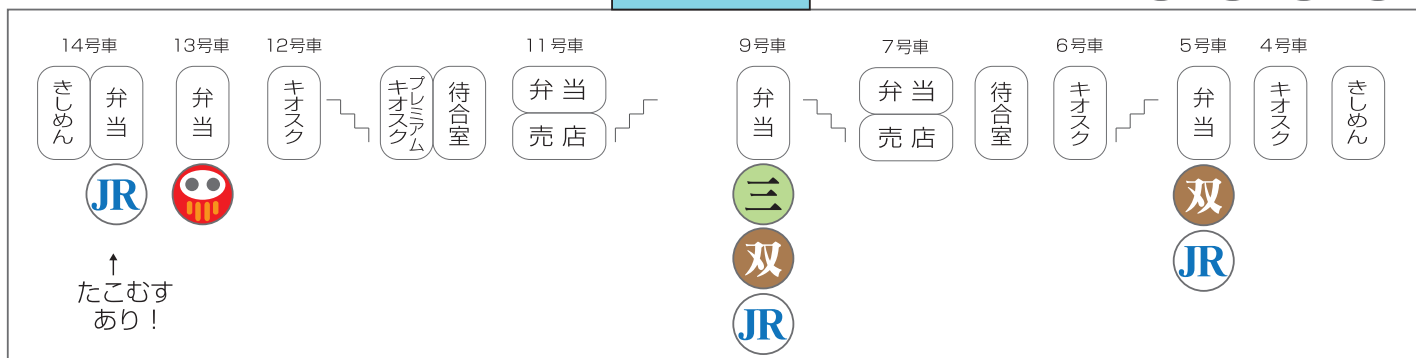 14号車
13号車
12号車
11号車
9号車
7号車
6号車
5号車
4号車
きしめん
弁当
弁当
キオスク
プレミアム
キオスク
待合室
弁当
売店
弁当
弁当
売店
待合室
キオスク
弁当
キオスク
きしめん
JR
三
双
双
JR
JR
↑
たこむす
あり！